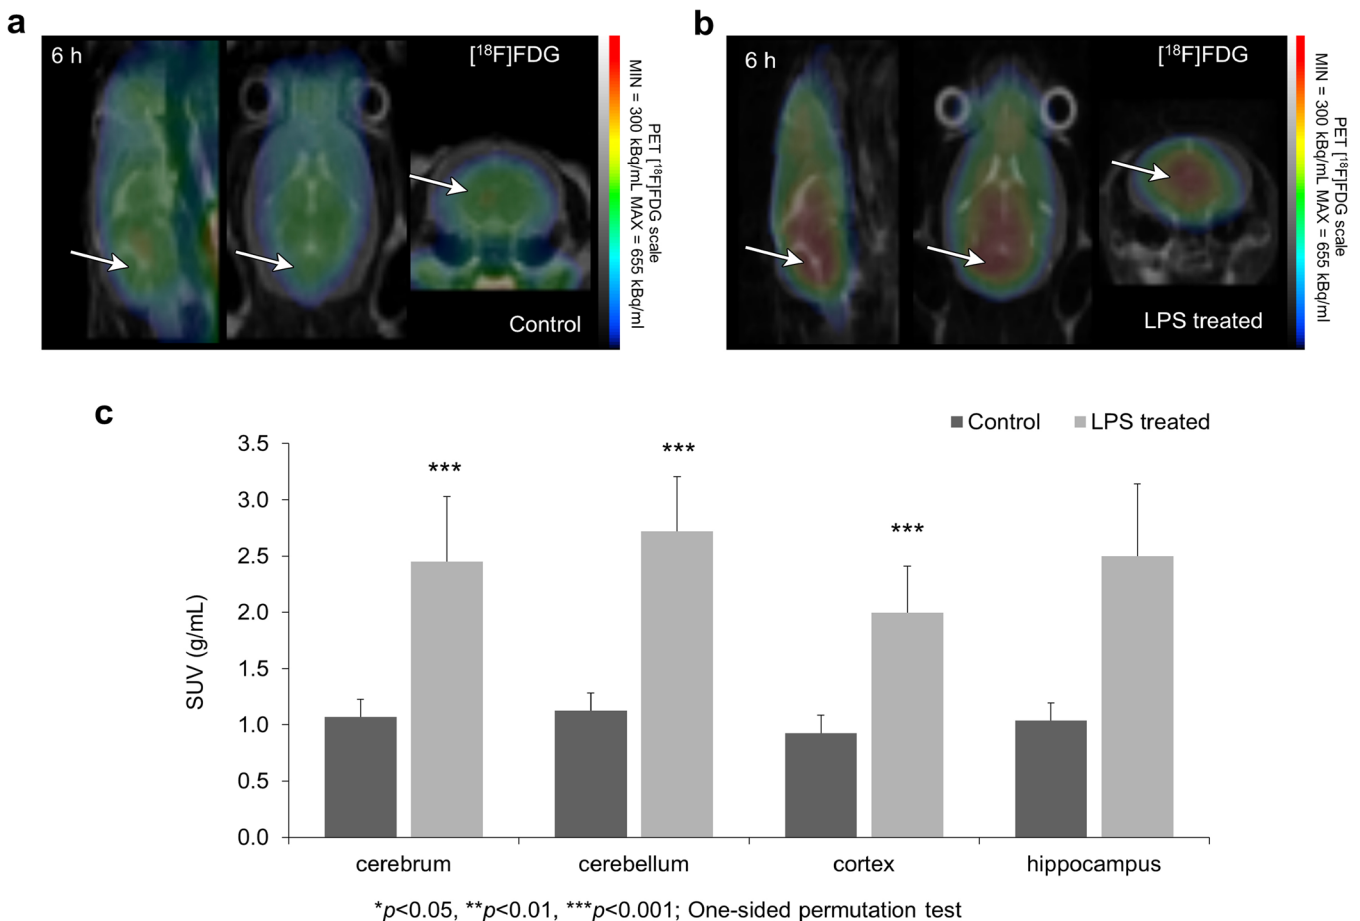 a
6 h
[¹⁸F]FDG
Control
PET [¹⁸F]FDG scale
MIN = 300 kBq/mL MAX = 655 kBq/ml
b
6 h
[¹⁸F]FDG
LPS treated
PET [¹⁸F]FDG scale
MIN = 300 kBq/mL MAX = 655 kBq/ml
c
Control LPS treated
SUV (g/mL)
3.5
3.0
2.5
2.0
1.5
1.0
0.5
0.0
***
***
***
cerebrum cerebellum cortex hippocampus
*p<0.05, **p<0.01, ***p<0.001; One-sided permutation test